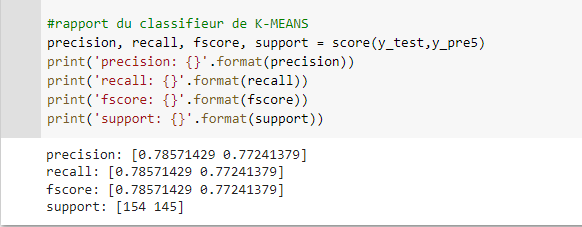 #rapport du classifieur de K-MEANS
precision, recall, fscore, support = score(y_test,y_pre5)
print('precision: {}'.format(precision))
print('recall: {}'.format(recall))
print('fscore: {}'.format(fscore))
print('support: {}'.format(support))
precision: [0.78571429 0.77241379]
recall: [0.78571429 0.77241379]
fscore: [0.78571429 0.77241379]
support: [154 145]